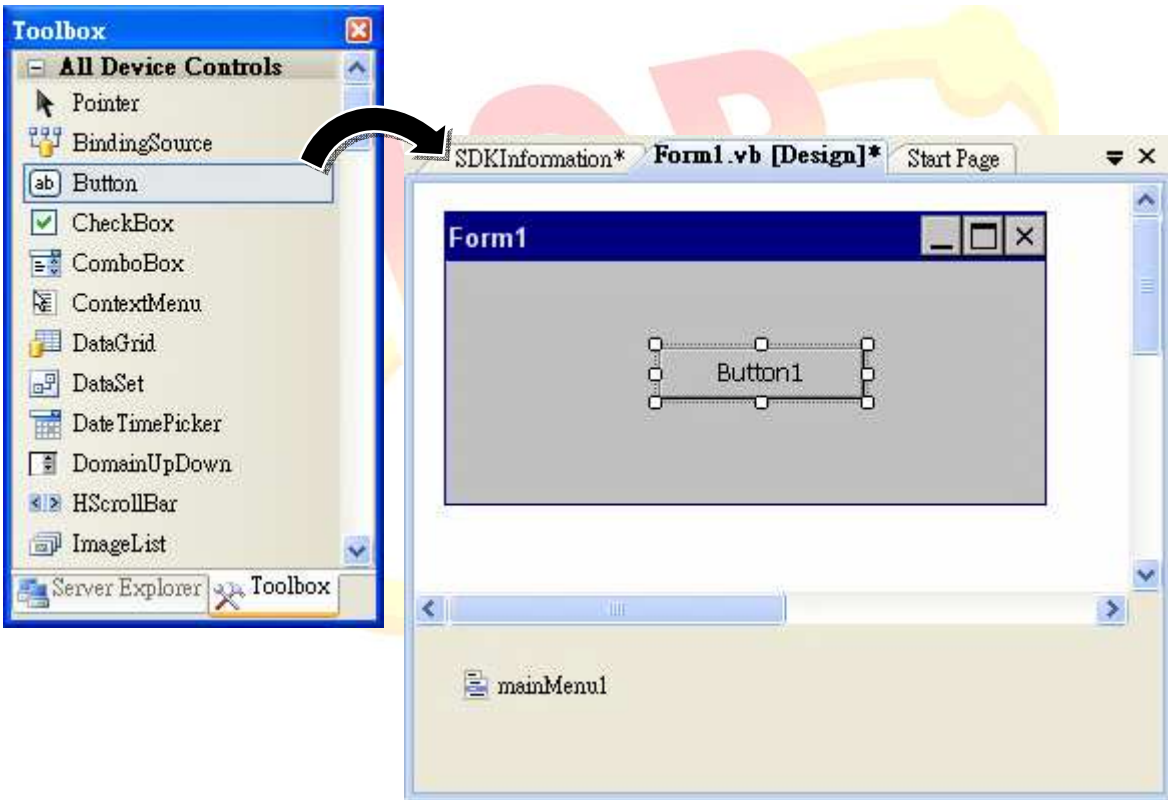 Toolbox
All Device Controls
Pointer
BindingSource
Button
CheckBox
ComboBox
ContextMenu
DataGrid
DataSet
DateTimePicker
DomainUpDown
HScrollBar
ImageList
Server Explorer Toolbox
SDKInformation* Form1.vb [Design]* Start Page
Form1
Button1
mainMenu1